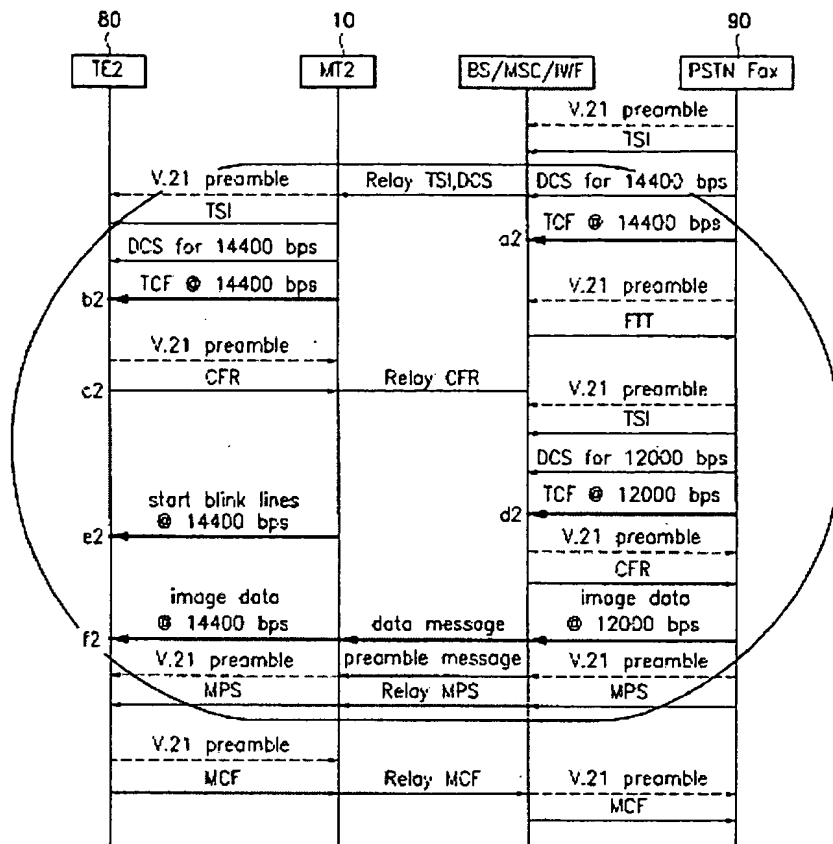 80 10 90
TE2 MT2 BS/MSC/IWF PSTN Fax
V.21 preamble
TSI
V.21 preamble Relay TSI,DCS DCS for 14400 bps
TSI
TCF @ 14400 bps
a2
DCS for 14400 bps
TCF @ 14400 bps
b2
V.21 preamble
FTT
V.21 preamble
CFR Relay CFR
c2
V.21 preamble
TSI
DCS for 12000 bps
TCF @ 12000 bps
d2
start blink lines
@ 14400 bps
e2
V.21 preamble
CFR
image data image data
@ 14400 bps data message @ 12000 bps
f2
V.21 preamble preamble message V.21 preamble
MPS Relay MPS MPS
V.21 preamble
MCF Relay MCF V.21 preamble
MCF